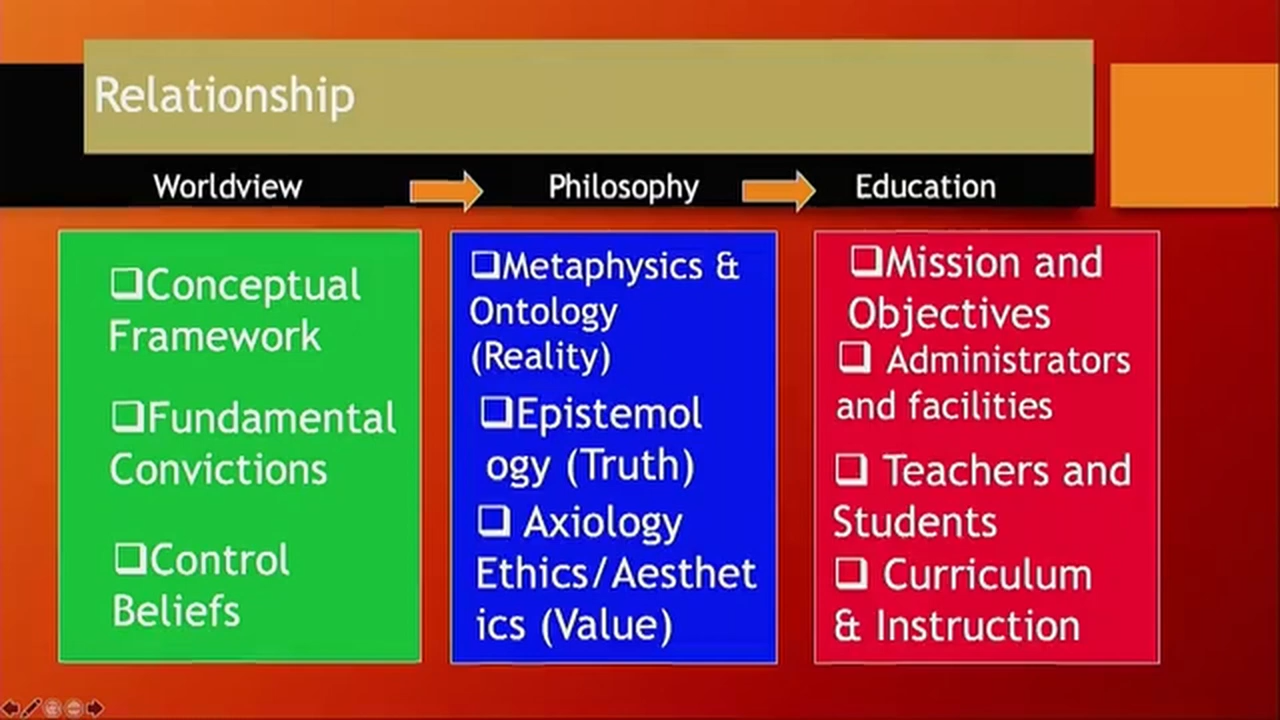 Relationship
Worldview
Philosophy
Education
❑Conceptual
Framework
❑Fundamental
Convictions
❑Control
Beliefs
❑Metaphysics &
Ontology
(Reality)
❑Epistemol
ogy (Truth)
❑ Axiology
Ethics/Aesthet
ics (Value)
❑Mission and
Objectives
❑ Administrators
and facilities
❑ Teachers and
Students
❑ Curriculum
& Instruction